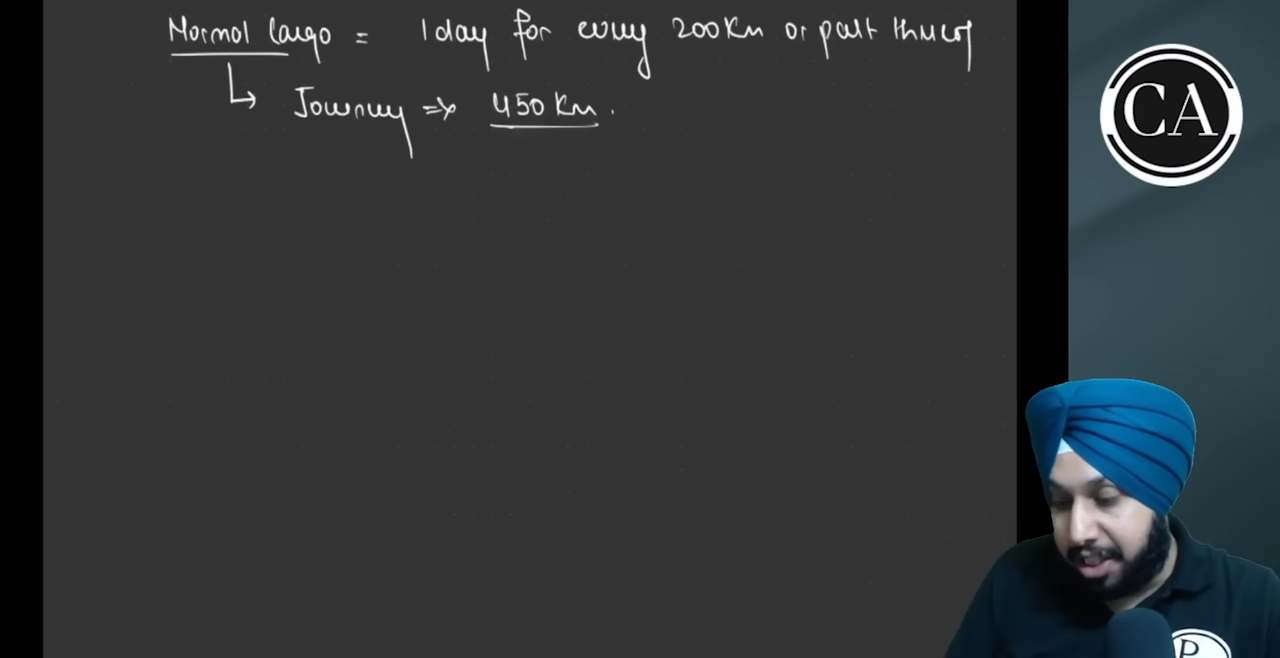 Normal Cargo = 1 day for every 200 Km or part thereof
↳ Journey => 450 Km.
CA
P